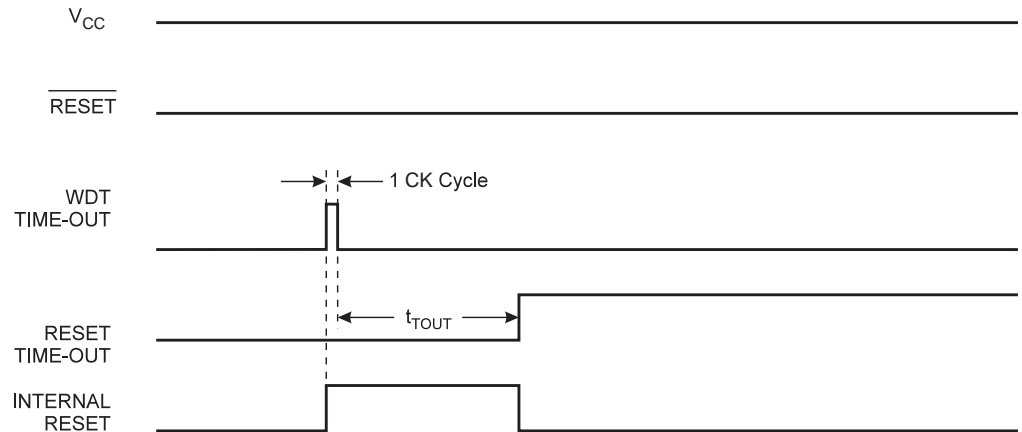 VCC
RESET
1 CK Cycle
WDT
TIME-OUT
tTOUT
RESET
TIME-OUT
INTERNAL
RESET